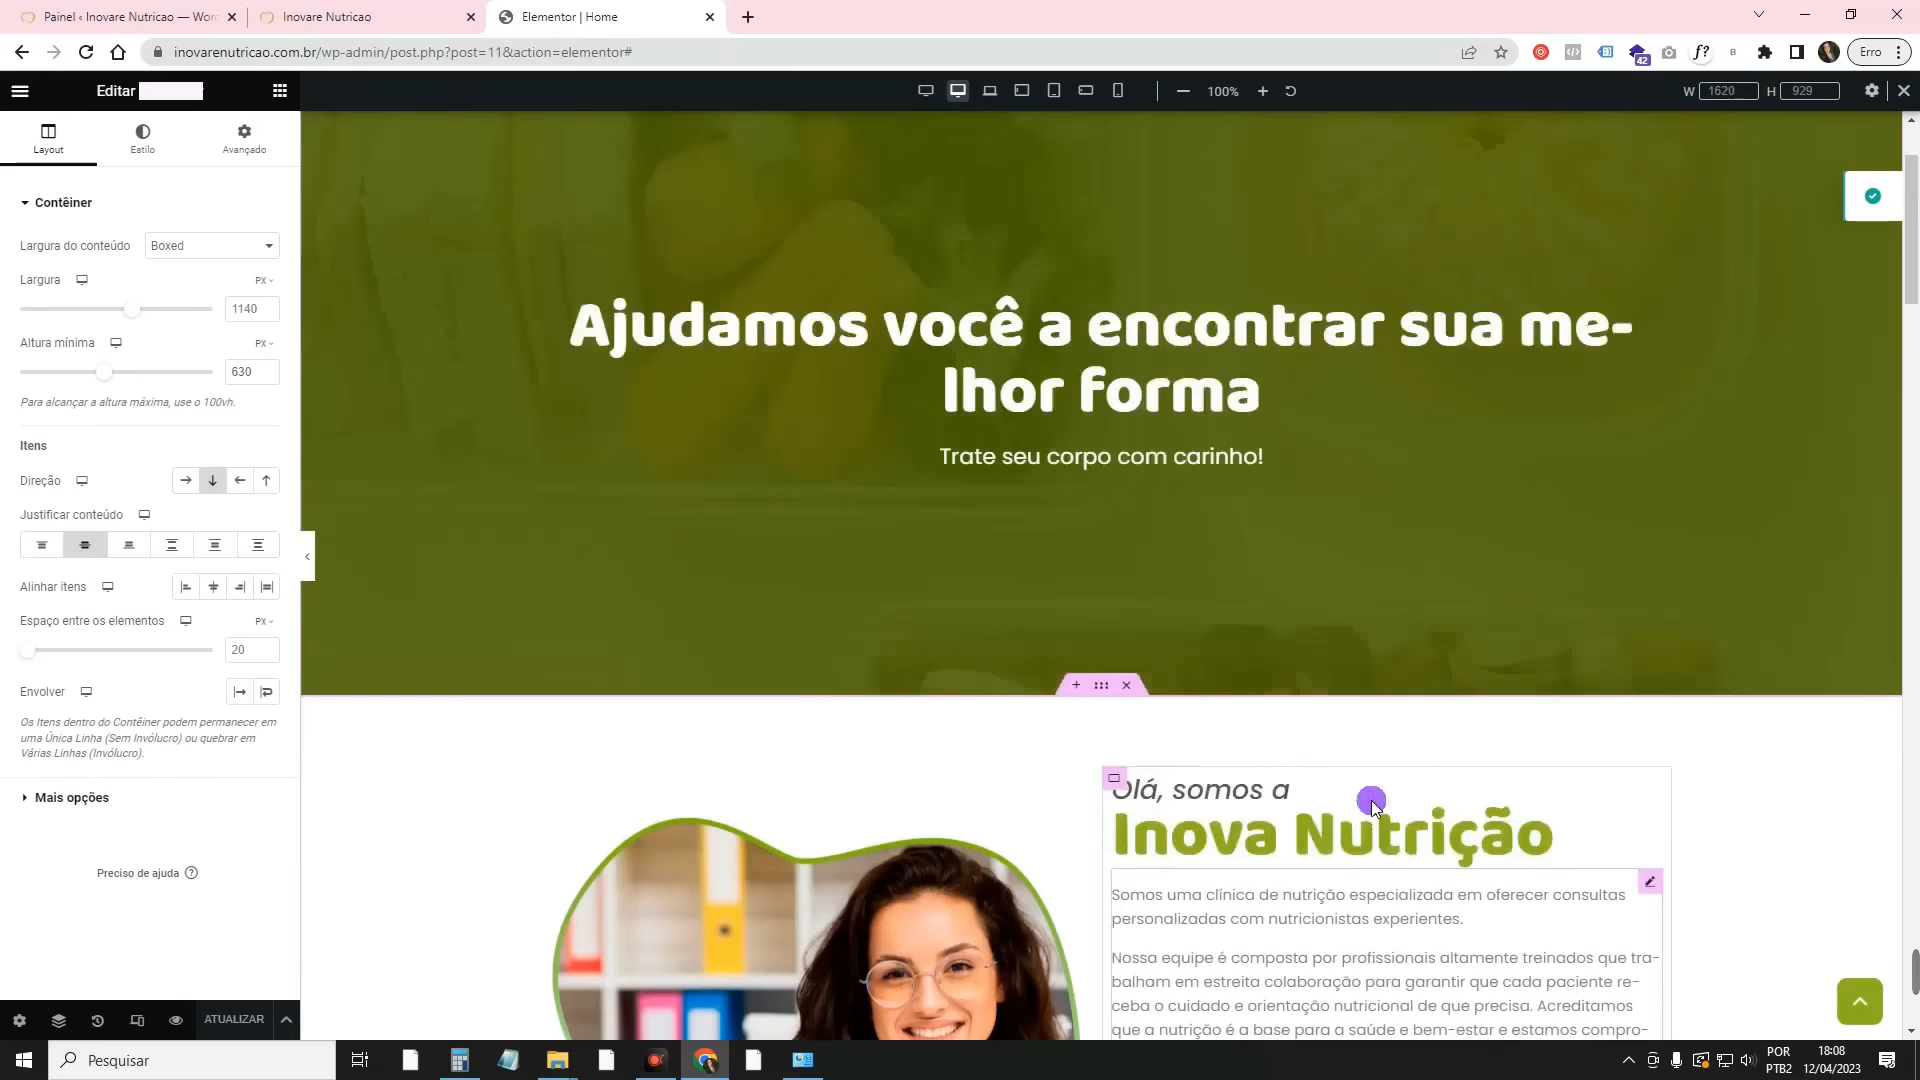 Painel ‹ Inovare Nutricao — Word
Inovare Nutricao
Elementor | Home
inovarenutricao.com.br/wp-admin/post.php?post=11&action=elementor#
42
f?
B
Erro
Editar
100%
W 1620
H 929
Layout
Estilo
Avançado
Contêiner
Largura do conteúdo
Boxed
Largura
PX
1140
Altura mínima
PX
630
Para alcançar a altura máxima, use o 100vh.
Itens
Direção
Justificar conteúdo
Alinhar itens
Espaço entre os elementos
PX
20
Envolver
Os Itens dentro do Contêiner podem permanecer em
uma Única Linha (Sem Invólucro) ou quebrar em
Várias Linhas (Invólucro).
Mais opções
Preciso de ajuda
ATUALIZAR
Ajudamos você a encontrar sua me-
lhor forma
Trate seu corpo com carinho!
Olá, somos a
Inova Nutrição
Somos uma clínica de nutrição especializada em oferecer consultas
personalizadas com nutricionistas experientes.
Nossa equipe é composta por profissionais altamente treinados que tra-
balham em estreita colaboração para garantir que cada paciente re-
ceba o cuidado e orientação nutricional de que precisa. Acreditamos
que a nutrição é a base para a saúde e bem-estar e estamos compro-
Pesquisar
POR
PTB2
18:08
12/04/2023